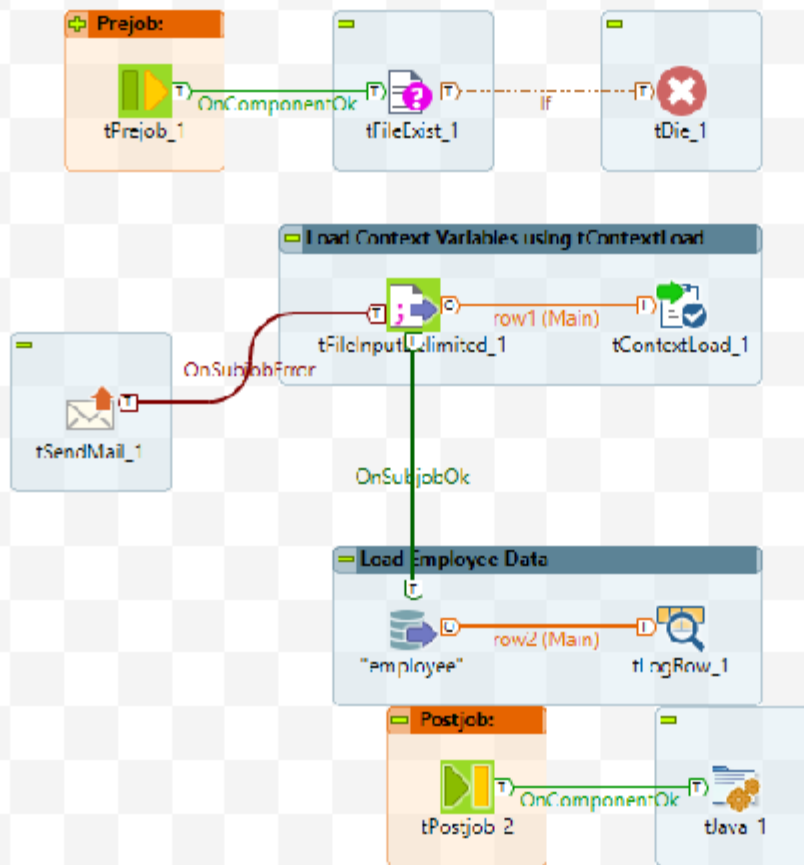 Prejob:
OnComponentOk
If
tPrejob_1
tFileExist_1
tDie_1
Load Context Variables using tContextLoad
row1 (Main)
tFileInputDelimited_1
tContextLoad_1
OnSubjobError
tSendMail_1
OnSubjobOk
Load Employee Data
row2 (Main)
"employee"
tLogRow_1
Postjob:
OnComponentOk
tPostjob_2
tJava_1